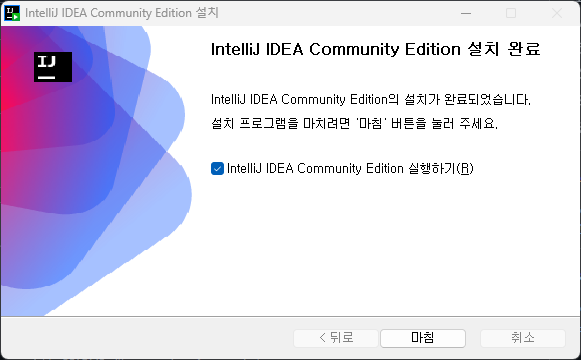 IntelliJ IDEA Community Edition 설치
IJ
IntelliJ IDEA Community Edition 설치 완료
IntelliJ IDEA Community Edition의 설치가 완료되었습니다.
설치 프로그램을 마치려면 '마침' 버튼을 눌러 주세요.
IntelliJ IDEA Community Edition 실행하기(R)
< 뒤로
마침
취소